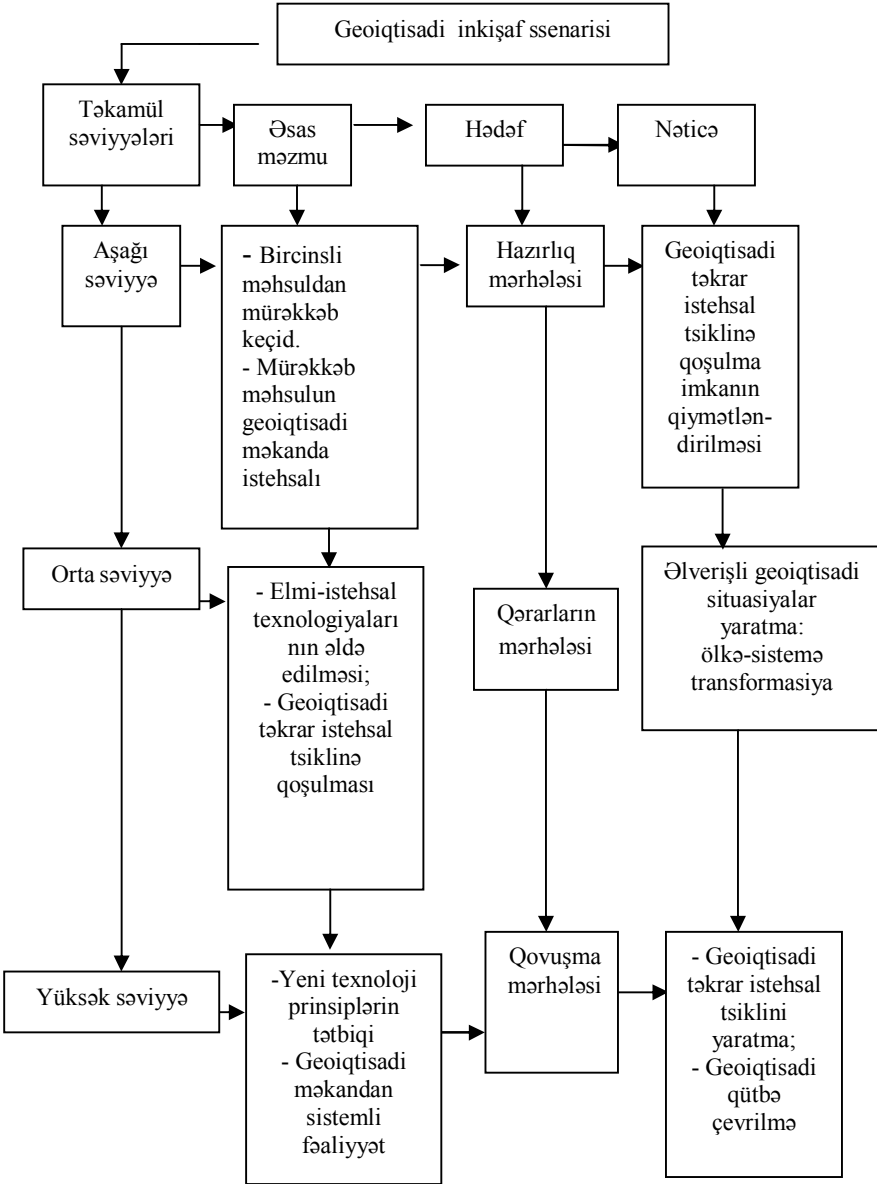 Geoiqtisadi inkişaf ssenarisi
Təkamül
səviyyələri
Əsas
məzmu
Hədəf
Nəticə
Aşağı
səviyyə
- Bircinsli
məhsuldan
mürəkkəb
keçid.
- Mürəkkəb
məhsulun
geoiqtisadi
məkanda
istehsalı
Hazırlıq
mərhələsi
Geoiqtisadi
təkrar
istehsal
tsiklinə
qoşulma
imkanın
qiymətlən-
dirilməsi
Orta səviyyə
- Elmi-istehsal
texnologiyaları
nın əldə
edilməsi;
- Geoiqtisadi
təkrar istehsal
tsiklinə
qoşulması
Qərarların
mərhələsi
Əlverişli geoiqtisadi
situasiyalar
yaratma:
ölkə-sistemə
transformasiya
Yüksək səviyyə
-Yeni texnoloji
prinsiplərin
tətbiqi
- Geoiqtisadi
məkandan
sistemli
fəaliyyət
Qovuşma
mərhələsi
- Geoiqtisadi
təkrar istehsal
tsiklini
yaratma;
- Geoiqtisadi
qütbə
çevrilmə